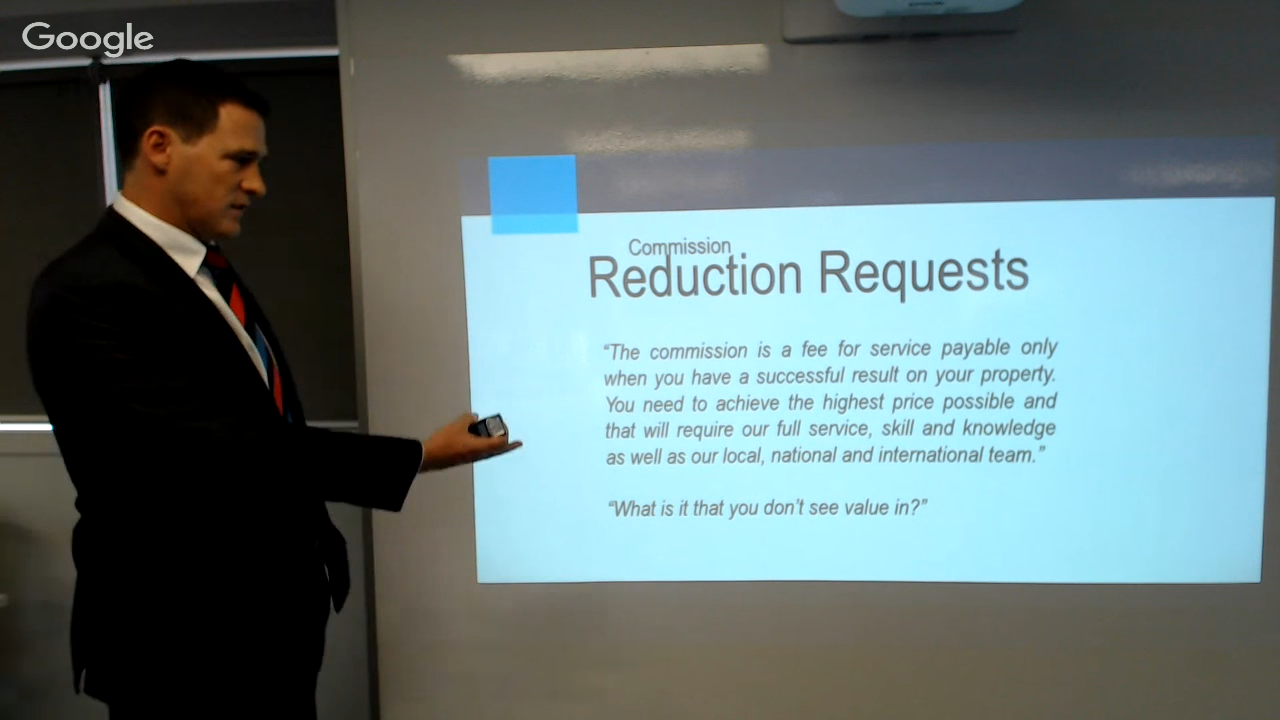 Google
Commission
Reduction Requests
“The commission is a fee for service payable only
when you have a successful result on your property.
You need to achieve the highest price possible and
that will require our full service, skill and knowledge
as well as our local, national and international team.”
“What is it that you don’t see value in?”